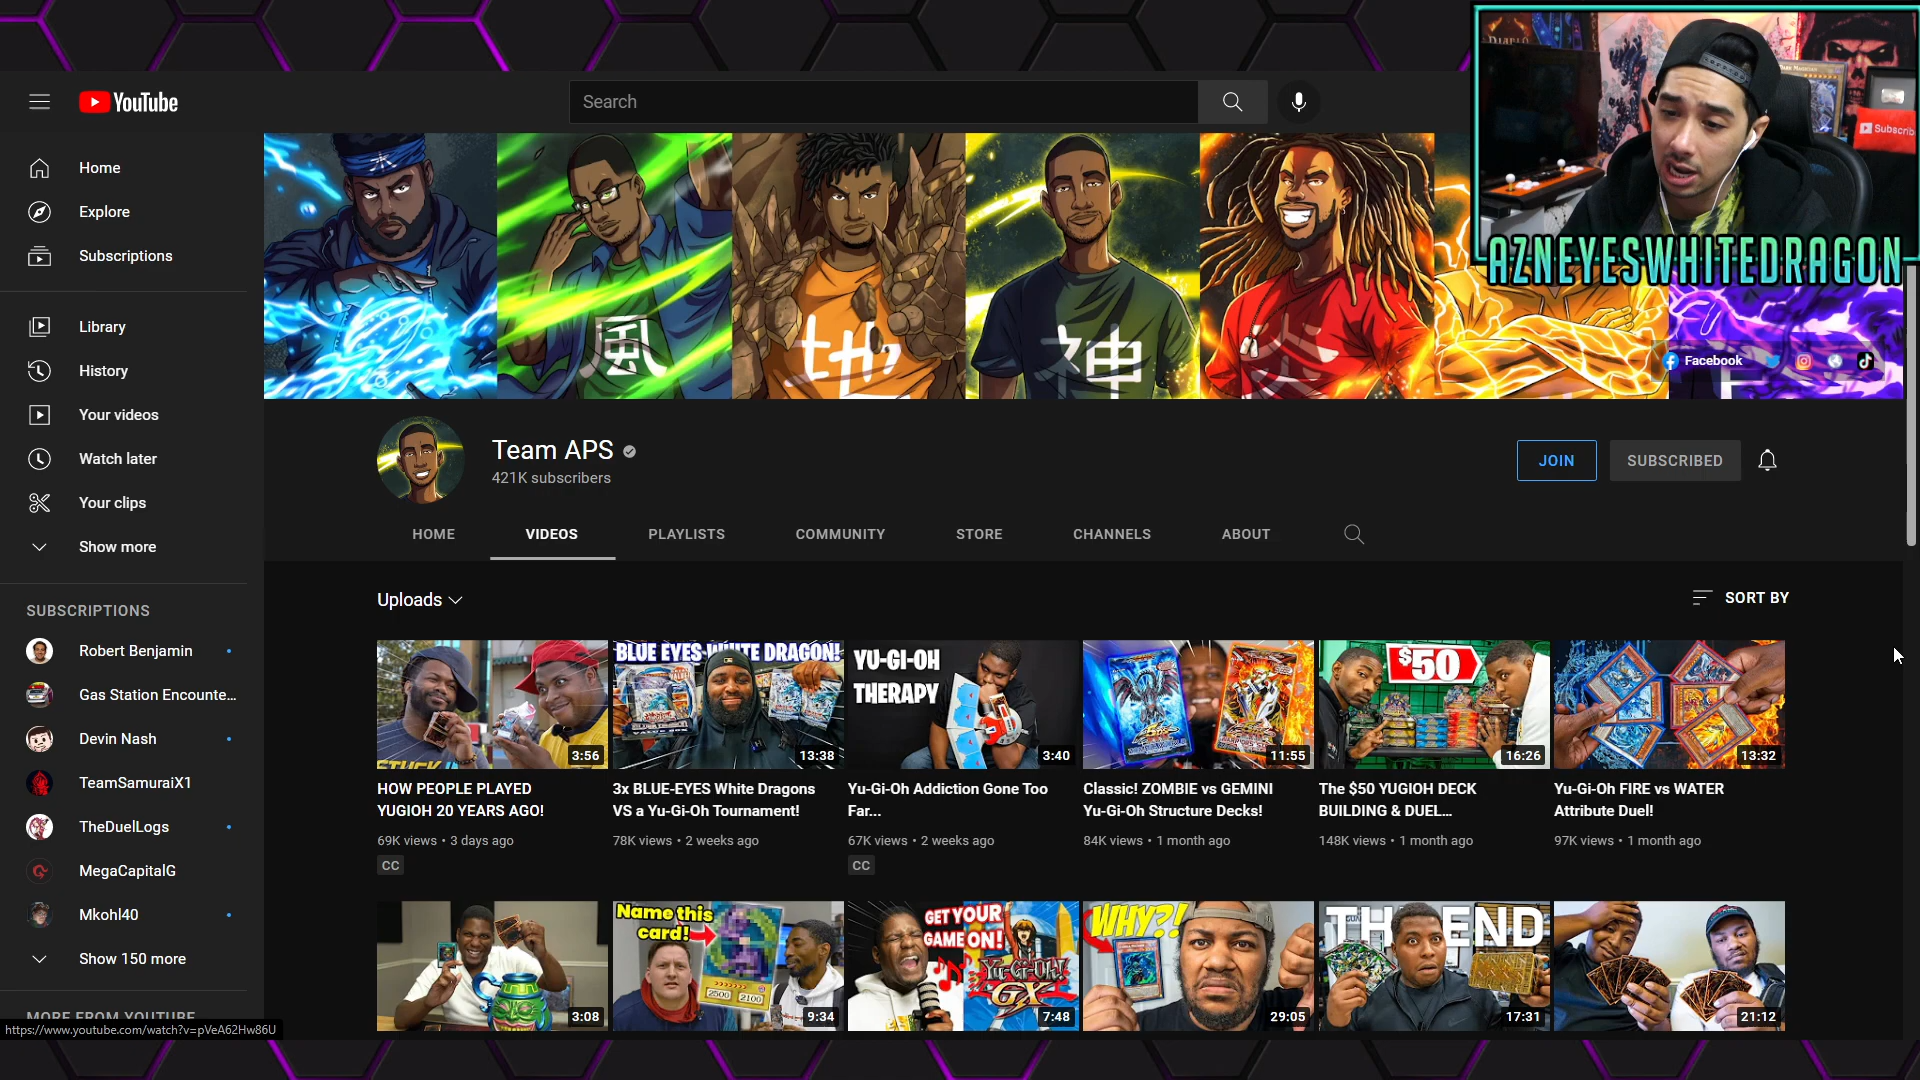 YouTube
Search
Subscrib
AZNEYESWHITEDRAGON
Home
Explore
Subscriptions
Library
History
Your videos
Watch later
Your clips
Show more
SUBSCRIPTIONS
Robert Benjamin
Gas Station Encounte...
Devin Nash
TeamSamuraiX1
TheDuelLogs
MegaCapitalG
Mkohl40
Show 150 more
MORE FROM YOUTUBE
https://www.youtube.com/watch?v=pVeA62Hw86U
風
地
神
炎
Facebook
Team APS
421K subscribers
JOIN
SUBSCRIBED
HOME
VIDEOS
PLAYLISTS
COMMUNITY
STORE
CHANNELS
ABOUT
Uploads
SORT BY
3:56
BLUE EYES WHITE DRAGON!
13:38
YU-GI-OH
THERAPY
3:40
11:55
$50
16:26
13:32
HOW PEOPLE PLAYED
YUGIOH 20 YEARS AGO!
69K views • 3 days ago
CC
3x BLUE-EYES White Dragons
VS a Yu-Gi-Oh Tournament!
78K views • 2 weeks ago
Yu-Gi-Oh Addiction Gone Too
Far...
67K views • 2 weeks ago
CC
Classic! ZOMBIE vs GEMINI
Yu-Gi-Oh Structure Decks!
84K views • 1 month ago
The $50 YUGIOH DECK
BUILDING & DUEL...
148K views • 1 month ago
Yu-Gi-Oh FIRE vs WATER
Attribute Duel!
97K views • 1 month ago
3:08
Name this
card!
2500 2100
9:34
GET YOUR
GAME ON!
Yu-Gi-Oh!
GX
7:48
WHY?!
29:05
TH END
17:31
21:12